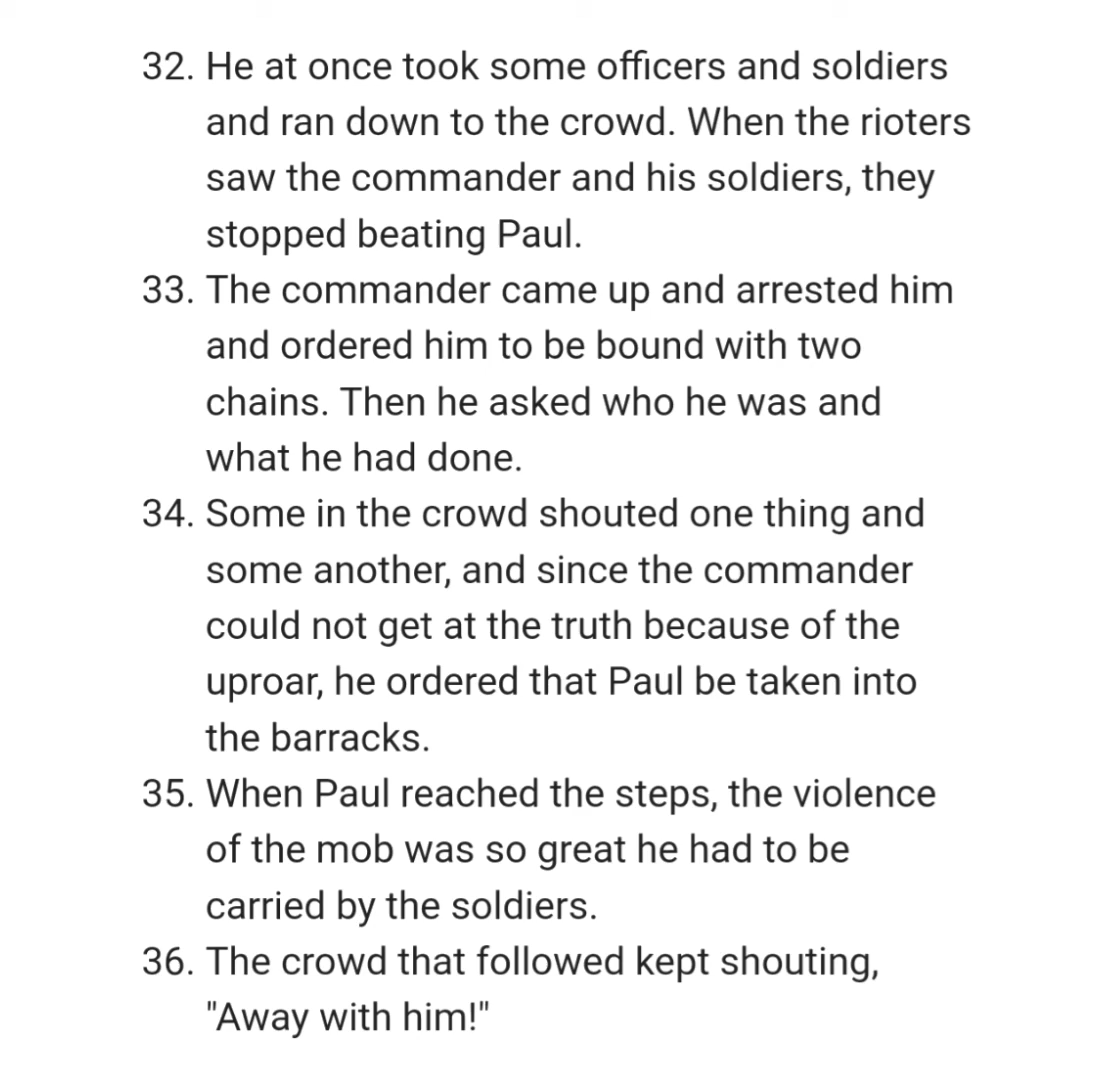 32. He at once took some officers and soldiers
and ran down to the crowd. When the rioters
saw the commander and his soldiers, they
stopped beating Paul.
33. The commander came up and arrested him
and ordered him to be bound with two
chains. Then he asked who he was and
what he had done.
34. Some in the crowd shouted one thing and
some another, and since the commander
could not get at the truth because of the
uproar, he ordered that Paul be taken into
the barracks.
35. When Paul reached the steps, the violence
of the mob was so great he had to be
carried by the soldiers.
36. The crowd that followed kept shouting,
"Away with him!"